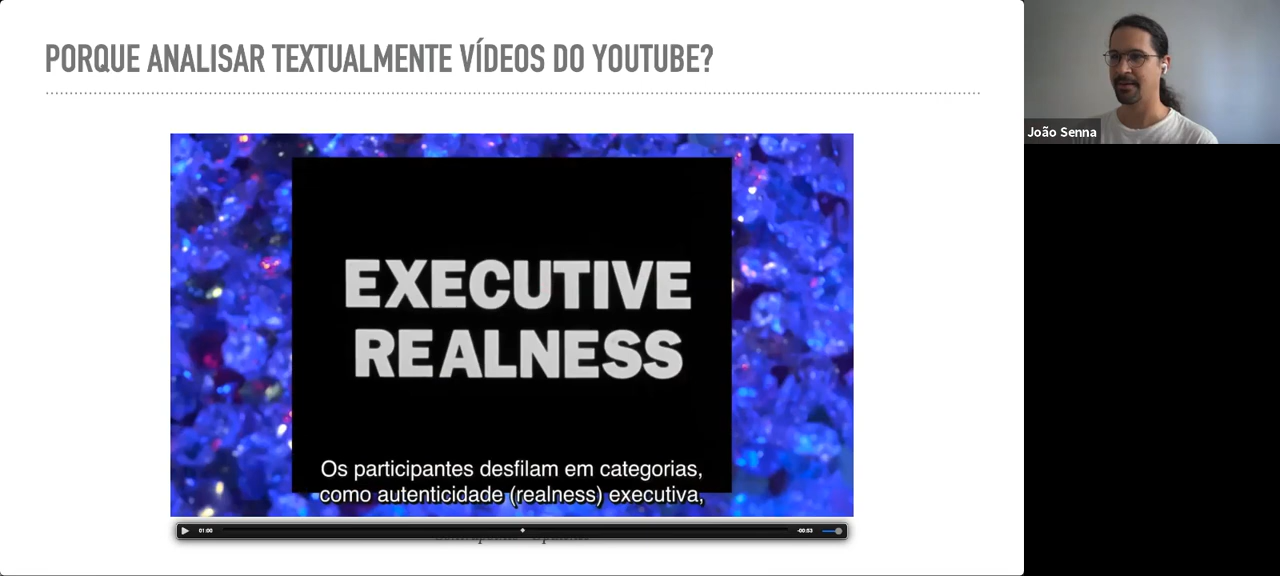 PORQUE ANALISAR TEXTUALMENTE VÍDEOS DO YOUTUBE?
João Senna
EXECUTIVE
REALNESS
Os participantes desfilam em categorias,
como autenticidade (realness) executiva,
01:00
-00:53